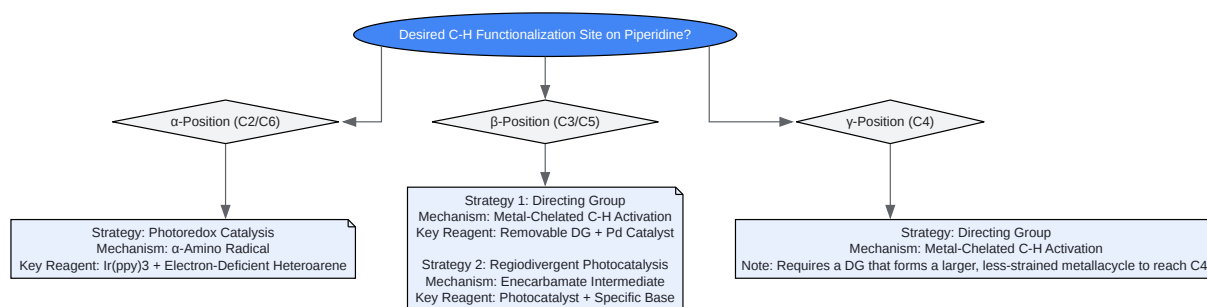 Desired C-H Functionalization Site on Piperidine?
α-Position (C2/C6)
β-Position (C3/C5)
γ-Position (C4)
Strategy: Photoredox Catalysis
Mechanism: α-Amino Radical
Key Reagent: Ir(ppy)3 + Electron-Deficient Heteroarene
Strategy 1: Directing Group
Mechanism: Metal-Chelated C-H Activation
Key Reagent: Removable DG + Pd Catalyst
Strategy 2: Regiodivergent Photocatalysis
Mechanism: Enecarbamate Intermediate
Key Reagent: Photocatalyst + Specific Base
Strategy: Directing Group
Mechanism: Metal-Chelated C-H Activation
Note: Requires a DG that forms a larger, less-strained metallacycle to reach C4